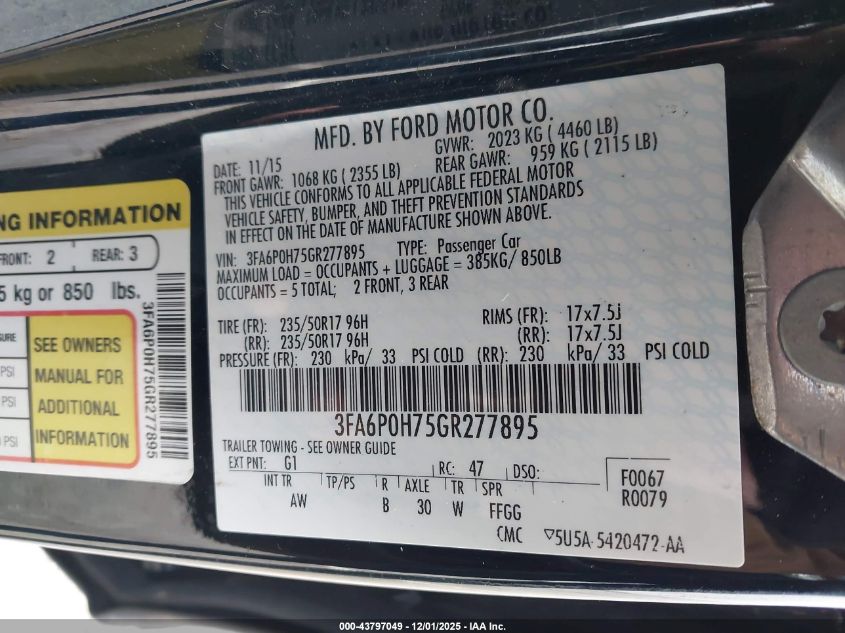 MFD. BY FORD MOTOR CO.
DATE: 11/15 GVWR: 2023 KG ( 4460 LB)
FRONT GAWR: 1068 KG ( 2355 LB) REAR GAWR: 959 KG ( 2115 LB)
THIS VEHICLE CONFORMS TO ALL APPLICABLE FEDERAL MOTOR
VEHICLE SAFETY, BUMPER, AND THEFT PREVENTION STANDARDS
IN EFFECT ON THE DATE OF MANUFACTURE SHOWN ABOVE.
VIN: 3FA6P0H75GR277895 TYPE: Passenger Car
MAXIMUM LOAD = OCCUPANTS + LUGGAGE = 385KG/ 850LB
OCCUPANTS = 5 TOTAL; 2 FRONT, 3 REAR
TIRE (FR): 235/50R17 96H RIMS (FR): 17x7.5j
(RR): 235/50R17 96H (RR): 17x7.5J
PRESSURE (FR): 230 kPa/ 33 PSI COLD (RR): 230 kPa/ 33 PSI COLD
3FA6P0H75GR277895
TRAILER TOWING - SEE OWNER GUIDE
EXT PNT: G1 RC: 47 DSO: F0067
R0079
INT TR TP/PS R AXLE TR SPR
AW B 30 W FFGG
CMC ▽5U5A-5420472-AA
INFORMATION
FRONT: 2 REAR: 3
kg or 850 lbs.
3FA6P0H75GR277895
SEE OWNERS
MANUAL FOR
ADDITIONAL
INFORMATION
PSI
PSI
PSI
000-43797049 - 12/01/2025 - IAA Inc.